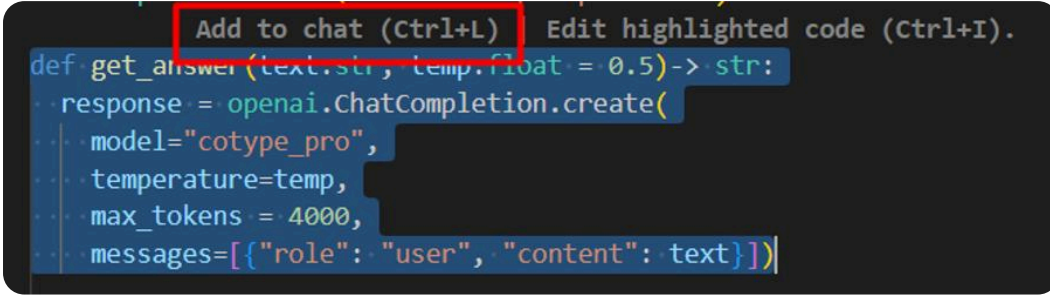 Add to chat (Ctrl+L) | Edit highlighted code (Ctrl+I).
def get_answer(text:str, temp:float = 0.5)-> str:
response = openai.ChatCompletion.create(
model="cotype_pro",
temperature=temp,
max_tokens = 4000,
messages=[{"role": "user", "content": text}])